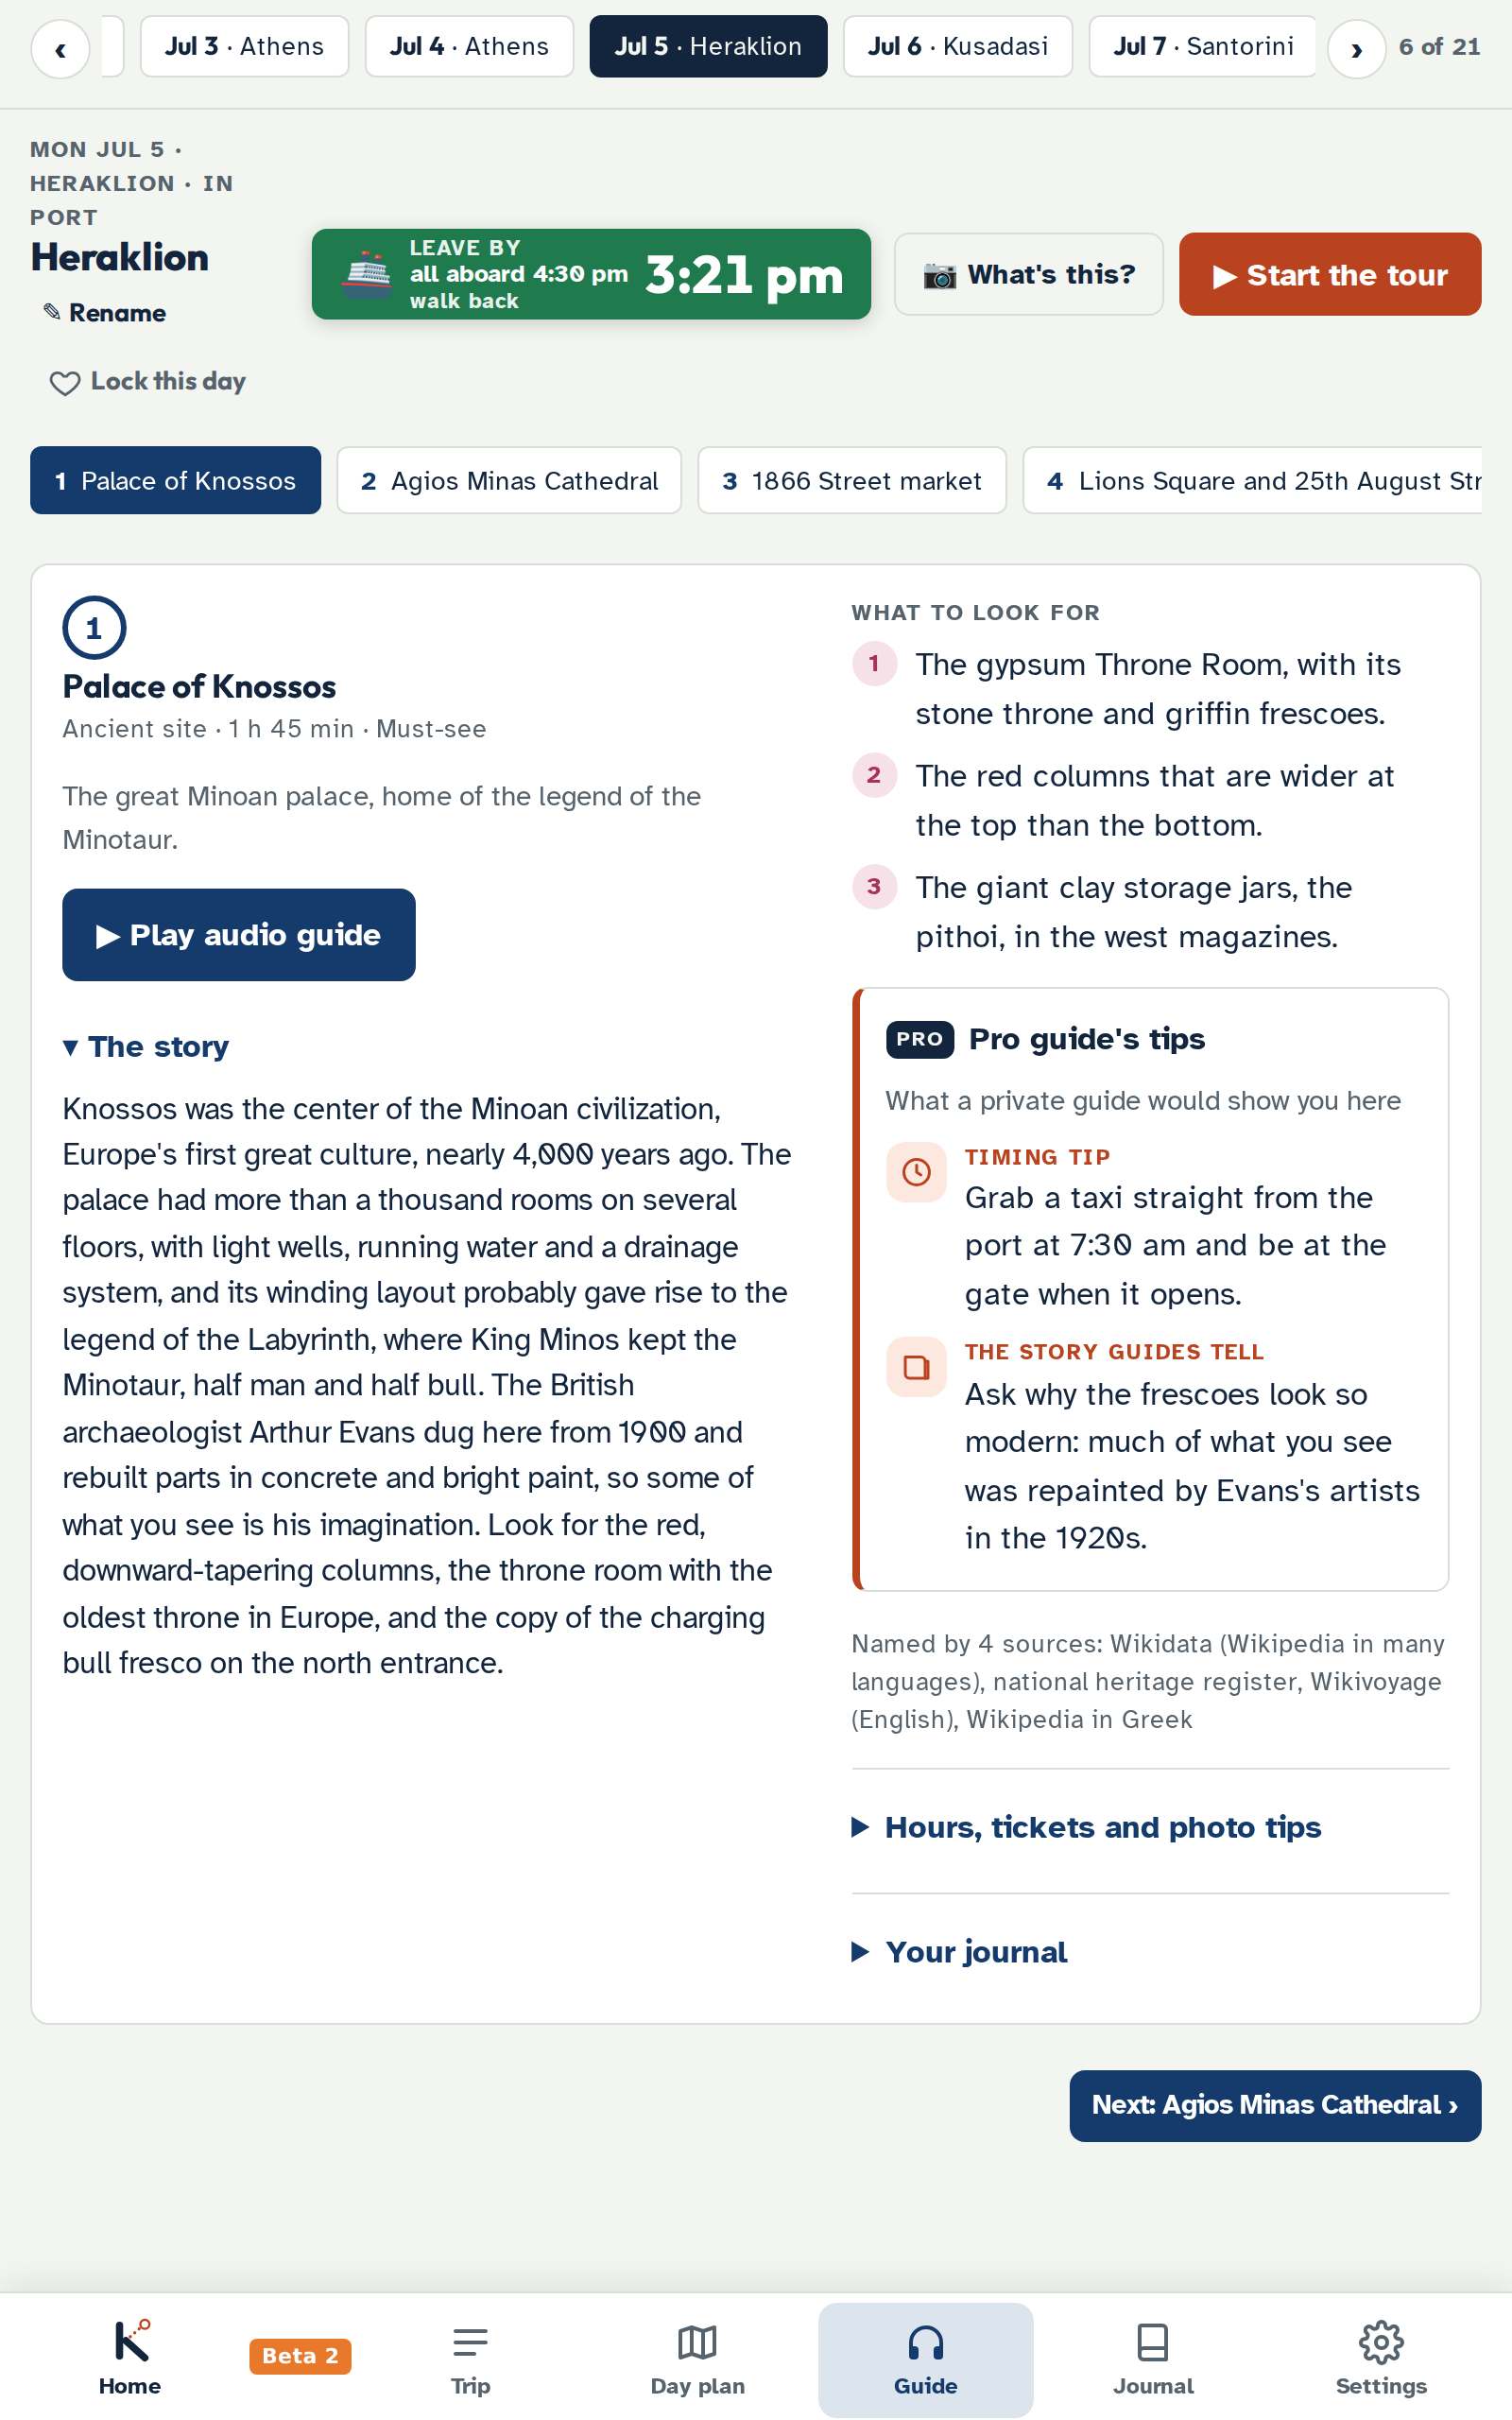 ‹
Jul 3 · Athens
Jul 4 · Athens
Jul 5 · Heraklion
Jul 6 · Kusadasi
Jul 7 · Santorini
›
6 of 21
MON JUL 5 ·
HERAKLION · IN
PORT
Heraklion
✎ Rename
Lock this day
LEAVE BY
all aboard 4:30 pm
walk back
3:21 pm
What's this?
▶ Start the tour
1 Palace of Knossos
2 Agios Minas Cathedral
3 1866 Street market
4 Lions Square and 25th August Str
1
Palace of Knossos
Ancient site · 1 h 45 min · Must-see
The great Minoan palace, home of the legend of the
Minotaur.
▶ Play audio guide
▼ The story
Knossos was the center of the Minoan civilization,
Europe's first great culture, nearly 4,000 years ago. The
palace had more than a thousand rooms on several
floors, with light wells, running water and a drainage
system, and its winding layout probably gave rise to the
legend of the Labyrinth, where King Minos kept the
Minotaur, half man and half bull. The British
archaeologist Arthur Evans dug here from 1900 and
rebuilt parts in concrete and bright paint, so some of
what you see is his imagination. Look for the red,
downward-tapering columns, the throne room with the
oldest throne in Europe, and the copy of the charging
bull fresco on the north entrance.
WHAT TO LOOK FOR
1 The gypsum Throne Room, with its
stone throne and griffin frescoes.
2 The red columns that are wider at
the top than the bottom.
3 The giant clay storage jars, the
pithoi, in the west magazines.
PRO Pro guide's tips
What a private guide would show you here
TIMING TIP
Grab a taxi straight from the
port at 7:30 am and be at the
gate when it opens.
THE STORY GUIDES TELL
Ask why the frescoes look so
modern: much of what you see
was repainted by Evans's artists
in the 1920s.
Named by 4 sources: Wikidata (Wikipedia in many
languages), national heritage register, Wikivoyage
(English), Wikipedia in Greek
▶ Hours, tickets and photo tips
▶ Your journal
Next: Agios Minas Cathedral ›
Home
Beta 2
Trip
Day plan
Guide
Journal
Settings